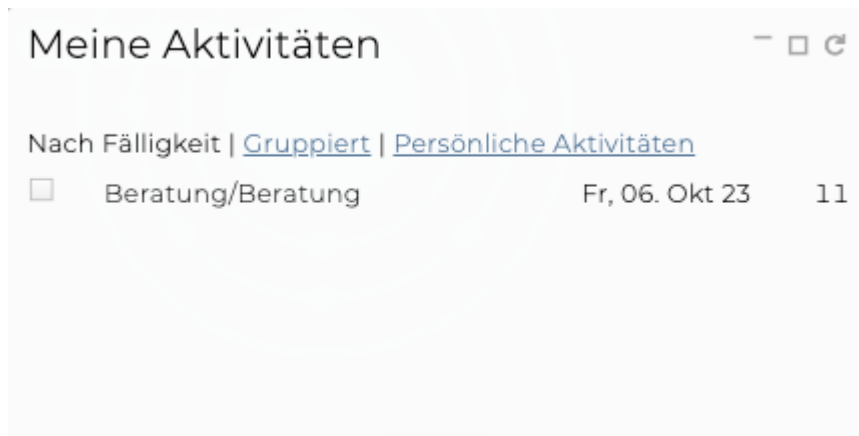 Meine Aktivitäten
Nach Fälligkeit | Gruppiert | Persönliche Aktivitäten
Beratung/Beratung Fr, 06. Okt 23 11